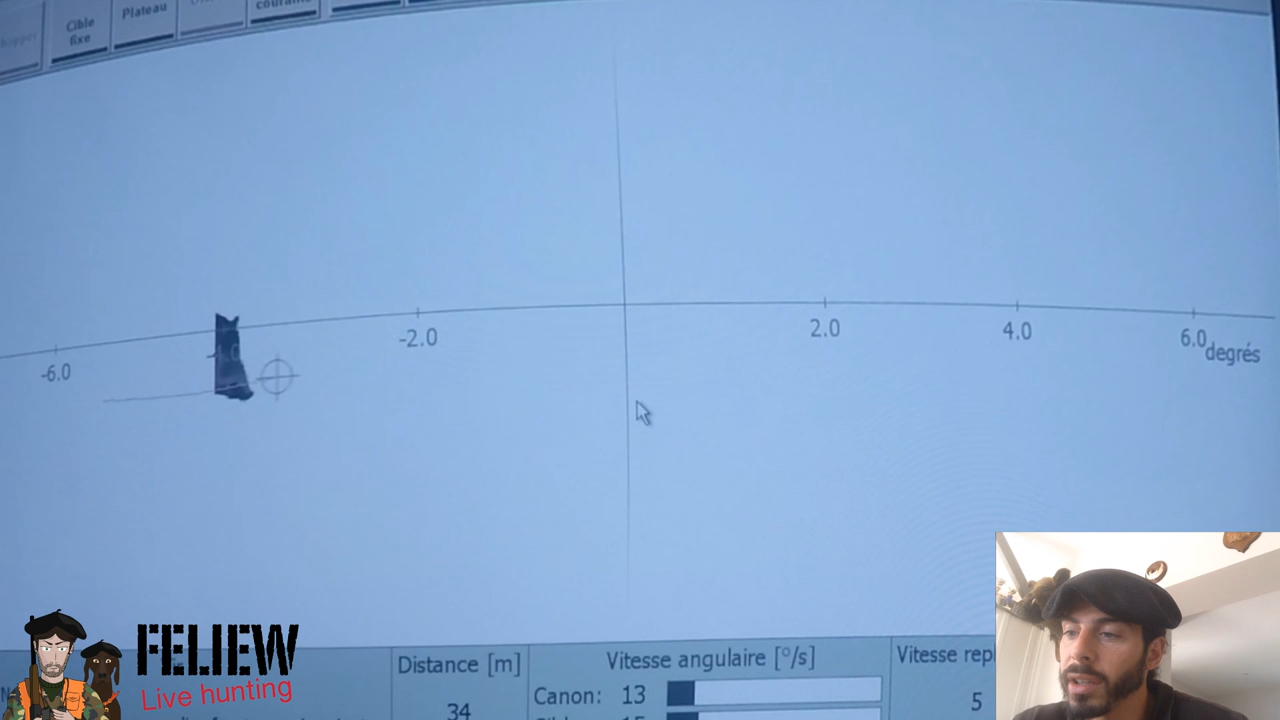 Cible
fixe
Plateau
courante
-6.0
-2.0
2.0
4.0
6.0
degrés
Distance [m]
34
Vitesse angulaire [°/s]
Canon: 13
Vitesse
5
FELIEW
Live hunting